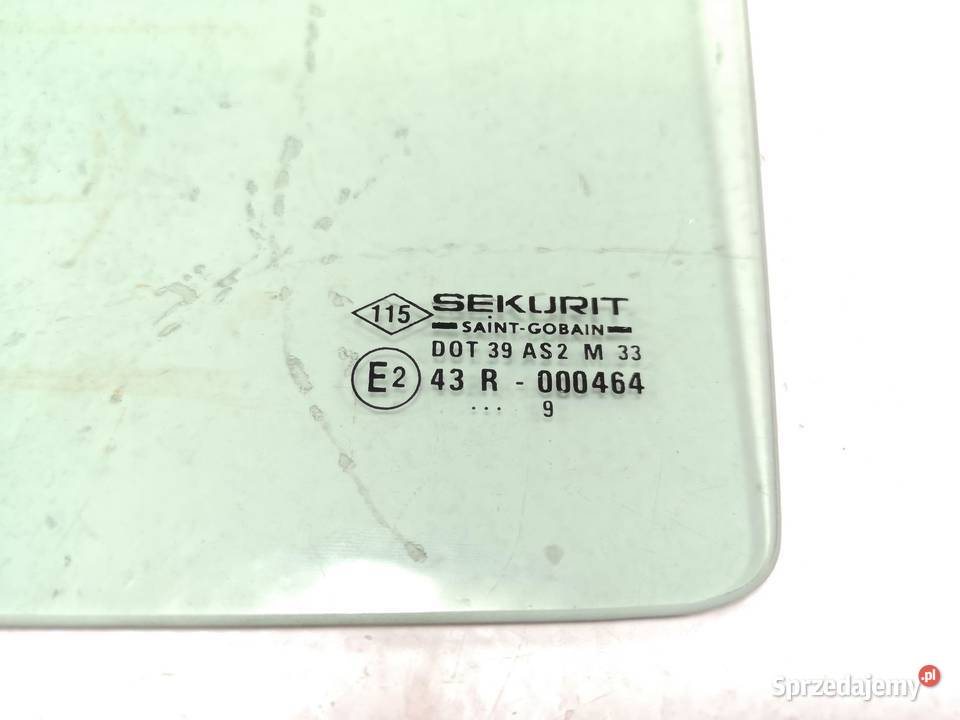 115 SEKURIT
SAINT-GOBAIN
DOT 39 AS2 M 33
E2 43 R - 000464
... 9
Sprzedajemy.pl